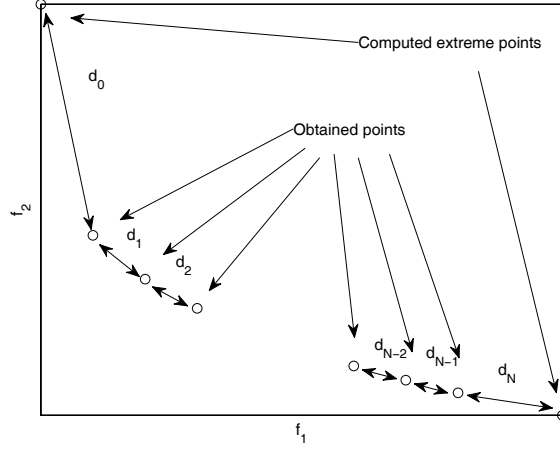 Computed extreme points
d0
Obtained points
f2
d1
d2
dN−2
dN−1
dN
f1